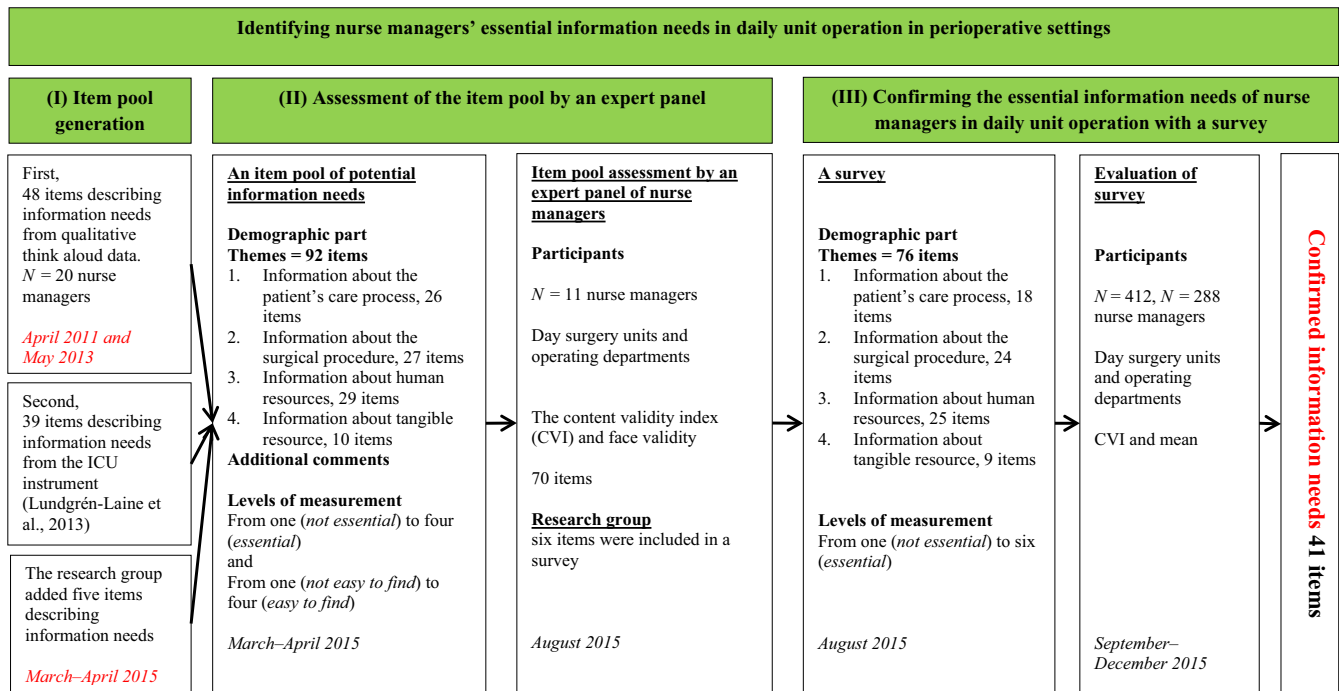 Identifying nurse managers' essential information needs in daily unit operation in perioperative settings
(I) Item pool
generation
(II) Assessment of the item pool by an expert panel
(III) Confirming the essential information needs of nurse
managers in daily unit operation with a survey
First,
48 items describing
information needs
from qualitative
think aloud data.
N = 20 nurse
managers
April 2011 and
May 2013
Second,
39 items describing
information needs
from the ICU
instrument
(Lundgrén-Laine et
al., 2013)
The research group
added five items
describing
information needs
March–April 2015
An item pool of potential
information needs
Demographic part
Themes = 92 items
1. Information about the
patient's care process, 26
items
2. Information about the
surgical procedure, 27 items
3. Information about human
resources, 29 items
4. Information about tangible
resource, 10 items
Additional comments
Levels of measurement
From one (not essential) to four
(essential)
and
From one (not easy to find) to
four (easy to find)
March–April 2015
Item pool assessment by an
expert panel of nurse
managers
Participants
N = 11 nurse managers
Day surgery units and
operating departments
The content validity index
(CVI) and face validity
70 items
Research group
six items were included in a
survey
August 2015
A survey
Demographic part
Themes = 76 items
1. Information about the
patient's care process, 18
items
2. Information about the
surgical procedure, 24
items
3. Information about human
resources, 25 items
4. Information about
tangible resource, 9 items
Levels of measurement
From one (not essential) to six
(essential)
August 2015
Evaluation of
survey
Participants
N = 412, N = 288
nurse managers
Day surgery units
and operating
departments
CVI and mean
September–
December 2015
Confirmed information needs 41 items